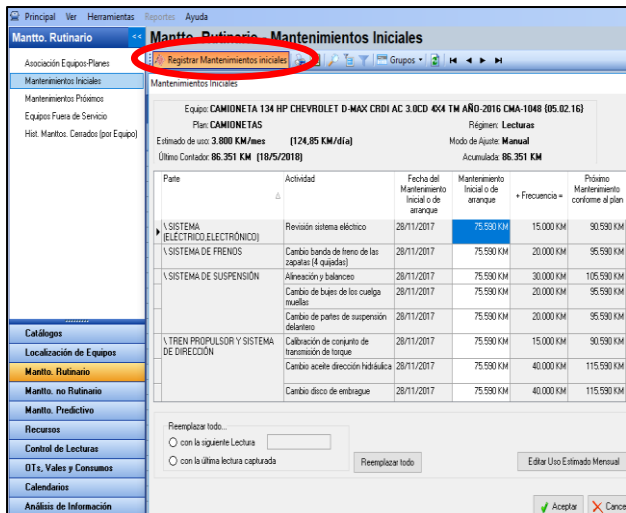 Principal Ver Herramientas Reportes Ayuda
Mantto. Rutinario <<
Mantto. Rutinario - Mantenimientos Iniciales
Asociación Equipos-Planes
Mantenimientos Iniciales
Mantenimientos Próximos
Equipos Fuera de Servicio
Hist. Manttos. Cerrados (por Equipo)
Catálogos
Localización de Equipos
Mantto. Rutinario
Mantto. no Rutinario
Mantto. Predictivo
Recursos
Control de Lecturas
OTs, Vales y Consumos
Calendarios
Análisis de Información
Registrar Mantenimientos iniciales
Grupos
Mantenimientos Iniciales
Equipo: CAMIONETA 134 HP CHEVROLET D-MAX CRDI AC 3.0CD 4X4 TM AÑO-2016 CMA-1048 {05.02.16}
Plan: CAMIONETAS Régimen: Lecturas
Estimado de uso: 3.800 KM/mes (124,85 KM/día) Modo de Ajuste: Manual
Último Contador: 86.351 KM (18/5/2018) Acumulada: 86.351 KM
Parte Actividad Fecha del Mantenimiento Inicial o de arranque Mantenimiento Inicial o de arranque + Frecuencia = Próximo Mantenimiento conforme al plan
\ SISTEMA (ELÉCTRICO,ELECTRÓNICO) Revisión sistema eléctrico 28/11/2017 75.590 KM 15.000 KM 90.590 KM
\ SISTEMA DE FRENOS Cambio banda de freno de las zapatas (4 quijadas) 28/11/2017 75.590 KM 20.000 KM 95.590 KM
\ SISTEMA DE SUSPENSIÓN Alineación y balanceo 28/11/2017 75.590 KM 30.000 KM 105.590 KM
Cambio de bujes de los cuelga muellas 28/11/2017 75.590 KM 20.000 KM 95.590 KM
Cambio de partes de suspensión delantero 28/11/2017 75.590 KM 20.000 KM 95.590 KM
\ TREN PROPULSOR Y SISTEMA DE DIRECCIÓN Calibración de conjunto de transmisión de torque 28/11/2017 75.590 KM 15.000 KM 90.590 KM
Cambio aceite dirección hidráulica 28/11/2017 75.590 KM 40.000 KM 115.590 KM
Cambio disco de embrague 28/11/2017 75.590 KM 40.000 KM 115.590 KM
Reemplazar todo...
con la siguiente Lectura
con la última lectura capturada
Reemplazar todo
Editar Uso Estimado Mensual
Aceptar Cance